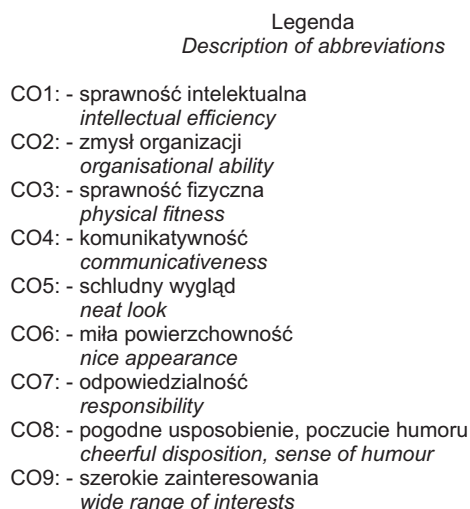 Legenda
Description of abbreviations
CO1: - sprawność intelektualna
intellectual efficiency
CO2: - zmysł organizacji
organisational ability
CO3: - sprawność fizyczna
physical fitness
CO4: - komunikatywność
communicativeness
CO5: - schludny wygląd
neat look
CO6: - miła powierzchowność
nice appearance
CO7: - odpowiedzialność
responsibility
CO8: - pogodne usposobienie, poczucie humoru
cheerful disposition, sense of humour
CO9: - szerokie zainteresowania
wide range of interests